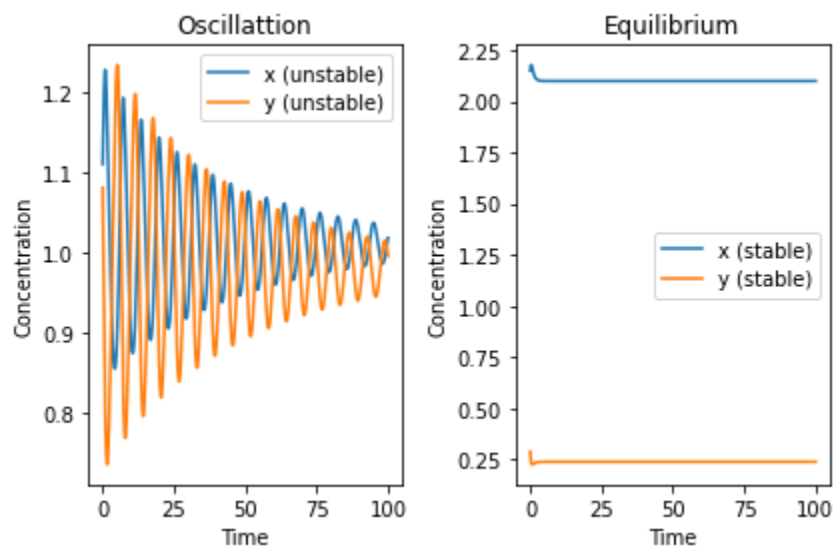 Oscillattion
x (unstable)
y (unstable)
1.2
1.1
1.0
0.9
0.8
Concentration
0 25 50 75 100
Time
Equilibrium
2.25
2.00
1.75
1.50
1.25
1.00
0.75
0.50
0.25
Concentration
x (stable)
y (stable)
0 25 50 75 100
Time